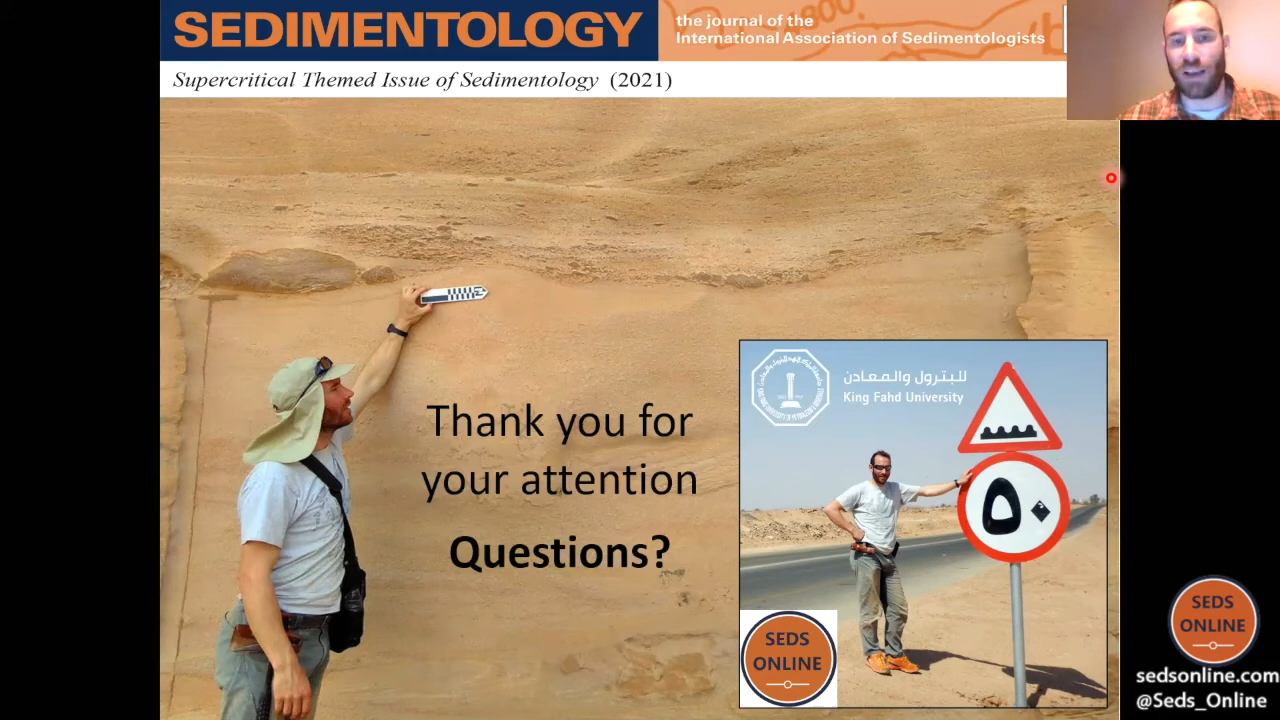 SEDIMENTOLOGY
the journal of the
International Association of Sedimentologists
Supercritical Themed Issue of Sedimentology (2021)
Thank you for
your attention
Questions?
للبترول والمعادن
King Fahd University
٥٠
SEDS
ONLINE
SEDS
ONLINE
sedsonline.com
@Seds_Online